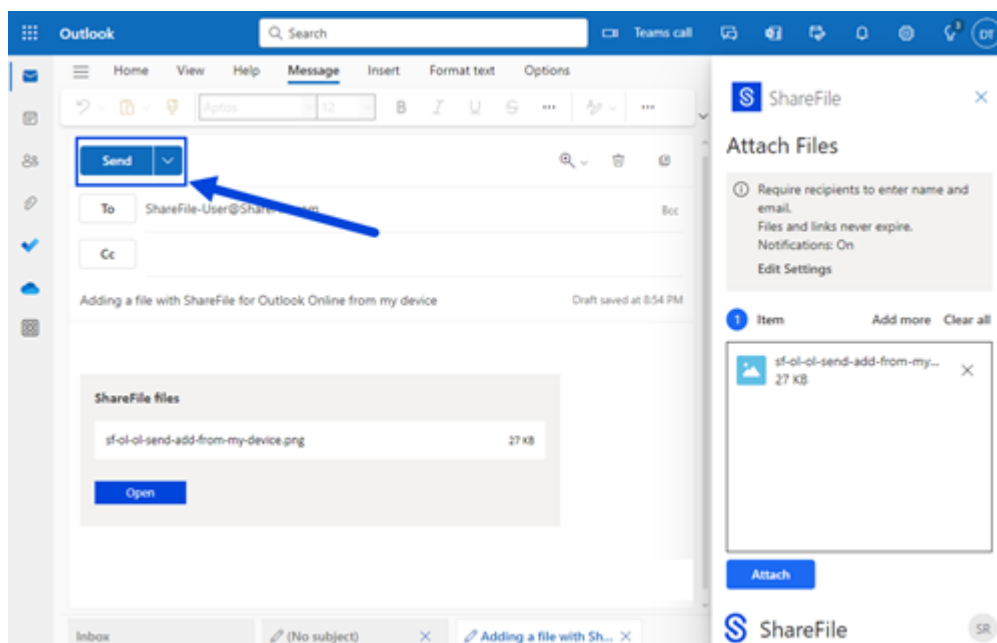 Outlook
Search
Teams call
3
DT
Home View Help Message Insert Format text Options
Aptos 12 B I U S
Send
To ShareFile-User@Share Bcc
Cc
Adding a file with ShareFile for Outlook Online from my device Draft saved at 8:54 PM
ShareFile files
sf-ol-ol-send-add-from-my-device.png 27 KB
Open
Inbox (No subject) Adding a file with Sh...
ShareFile
Attach Files
Require recipients to enter name and
email.
Files and links never expire.
Notifications: On
Edit Settings
1 Item Add more Clear all
sf-ol-ol-send-add-from-my...
27 KB
Attach
ShareFile SR